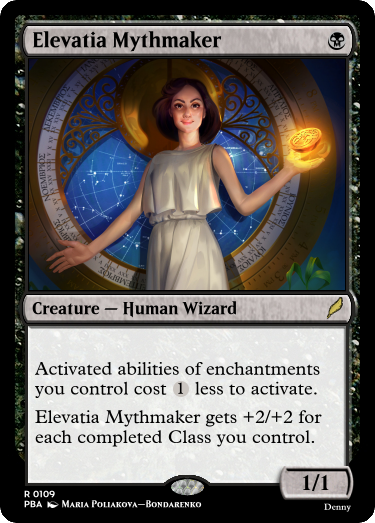 Elevatia Mythmaker
Creature — Human Wizard
Activated abilities of enchantments
you control cost 1 less to activate.
Elevatia Mythmaker gets +2/+2 for
each completed Class you control.
1/1
R 0109
PBA Maria Poliakova–Bondarenko
Denny